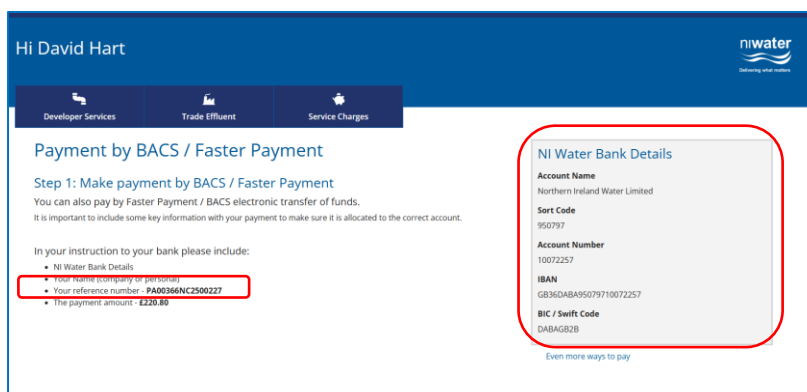 Hi David Hart
niwater
Delivering what matters
Developer Services
Trade Effluent
Service Charges
Payment by BACS / Faster Payment
Step 1: Make payment by BACS / Faster Payment
You can also pay by Faster Payment / BACS electronic transfer of funds.
It is important to include some key information with your payment to make sure it is allocated to the correct account.
In your instruction to your bank please include:
• NI Water Bank Details
• Your Name (company or personal)
• Your reference number - PA00366NC2500227
• The payment amount - £220.80
NI Water Bank Details
Account Name
Northern Ireland Water Limited
Sort Code
950797
Account Number
10072257
IBAN
GB36DABA95079710072257
BIC / Swift Code
DABAGB2B
Even more ways to pay